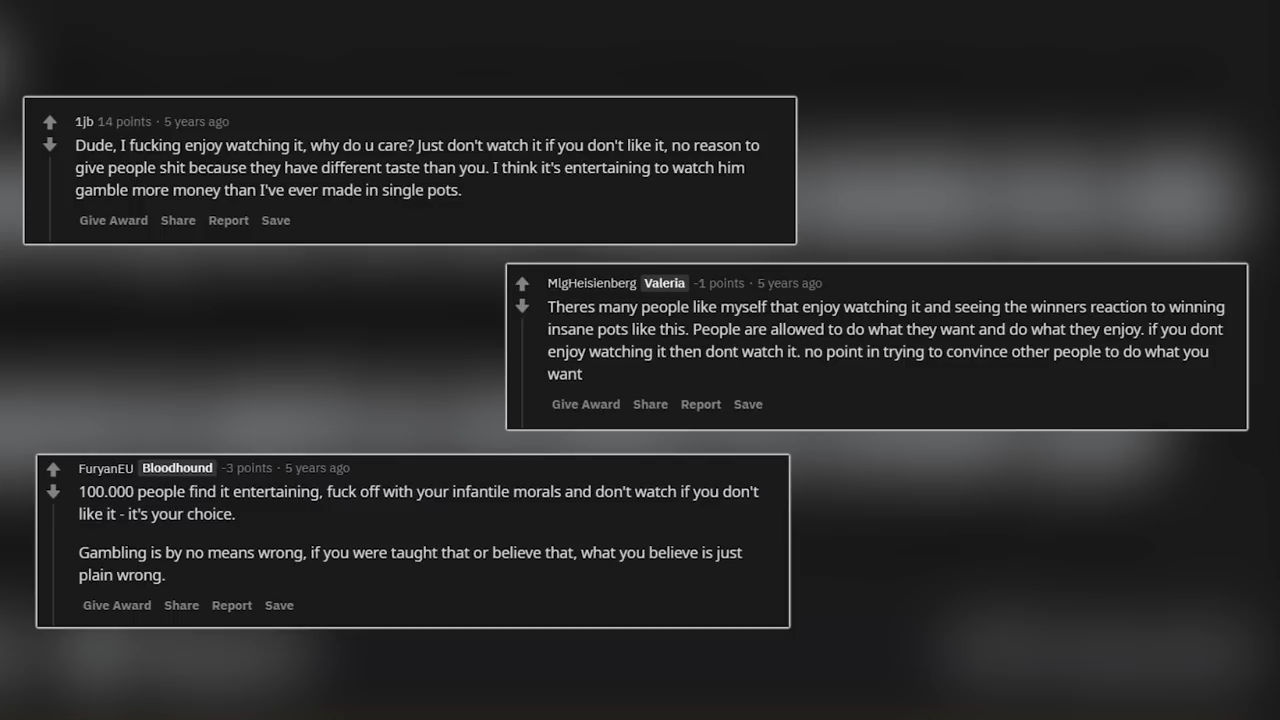 1jb 14 points · 5 years ago
Dude, I fucking enjoy watching it, why do u care? Just don't watch it if you don't like it, no reason to
give people shit because they have different taste than you. I think it's entertaining to watch him
gamble more money than I've ever made in single pots.
Give Award Share Report Save
MlgHeisienberg Valeria -1 points · 5 years ago
Theres many people like myself that enjoy watching it and seeing the winners reaction to winning
insane pots like this. People are allowed to do what they want and do what they enjoy. if you dont
enjoy watching it then dont watch it. no point in trying to convince other people to do what you
want
Give Award Share Report Save
FuryanEU Bloodhound -3 points · 5 years ago
100.000 people find it entertaining, fuck off with your infantile morals and don't watch if you don't
like it - it's your choice.
Gambling is by no means wrong, if you were taught that or believe that, what you believe is just
plain wrong.
Give Award Share Report Save